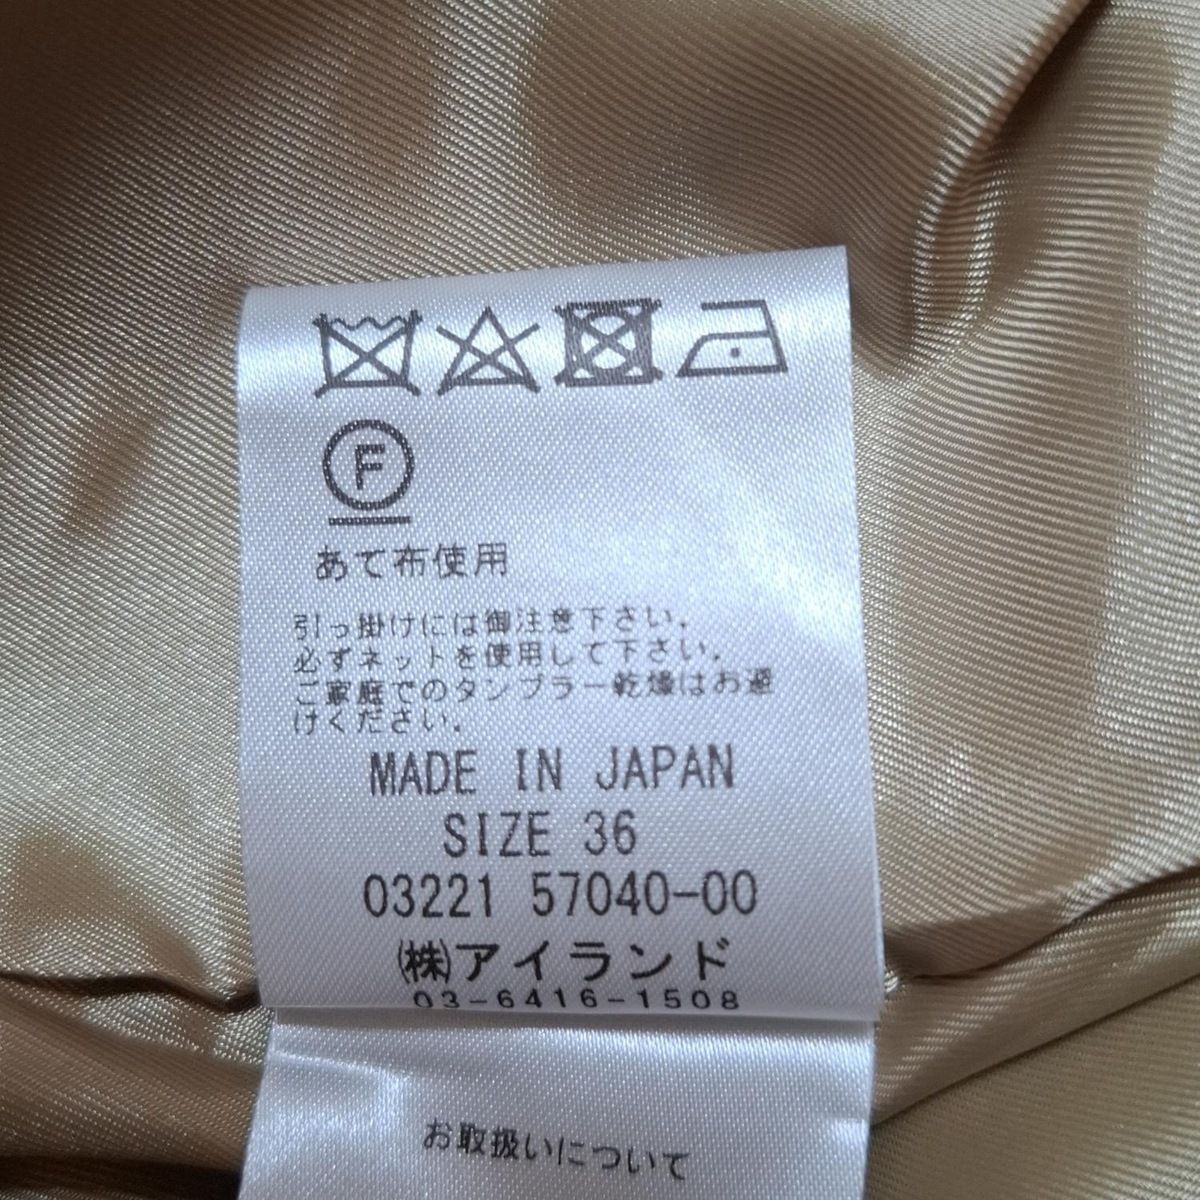 F
あて布使用
引っ掛けには御注意下さい.
必ずネットを使用して下さい.
ご家庭でのタンブラー乾燥はお避
けください.
MADE IN JAPAN
SIZE 36
03221 57040-00
(株)アイランド
03-6416-1508
お取扱いについて